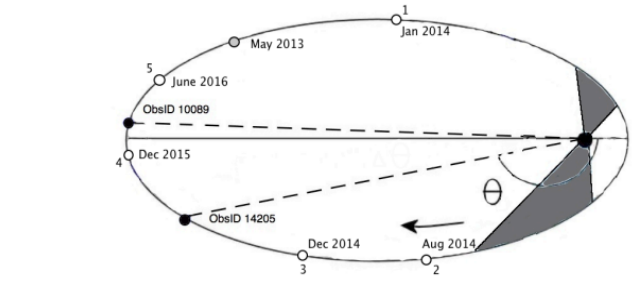 1
Jan 2014
May 2013
5
June 2016
ObsID 10089
4
Dec 2015
ΔΘ
θ
ObsID 14205
Dec 2014
Aug 2014
3
2